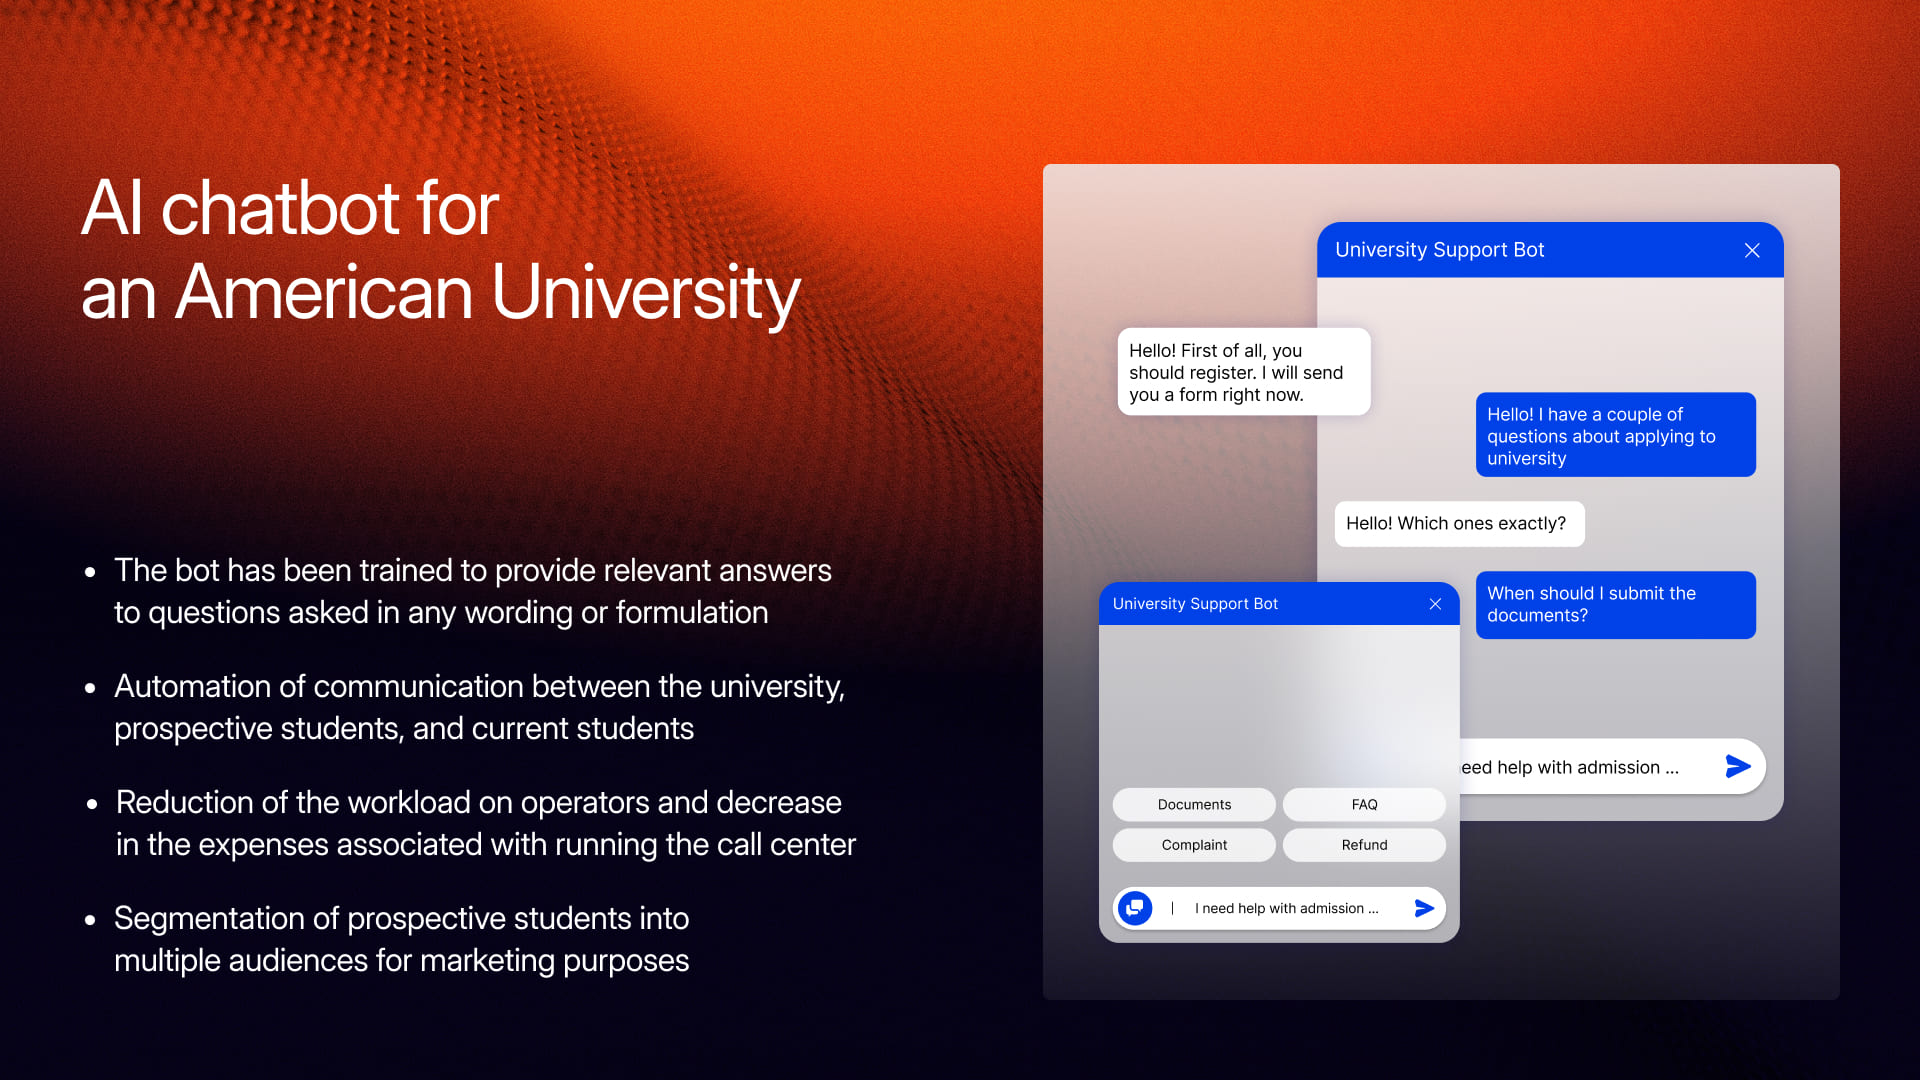 AI chatbot for
an American University
The bot has been trained to provide relevant answers
to questions asked in any wording or formulation
Automation of communication between the university,
prospective students, and current students
Reduction of the workload on operators and decrease
in the expenses associated with running the call center
Segmentation of prospective students into
multiple audiences for marketing purposes
University Support Bot
Hello! First of all, you
should register. I will send
you a form right now.
Hello! I have a couple of
questions about applying to
university
Hello! Which ones exactly?
When should I submit the
documents?
eed help with admission ...
University Support Bot
Documents
FAQ
Complaint
Refund
I need help with admission ...